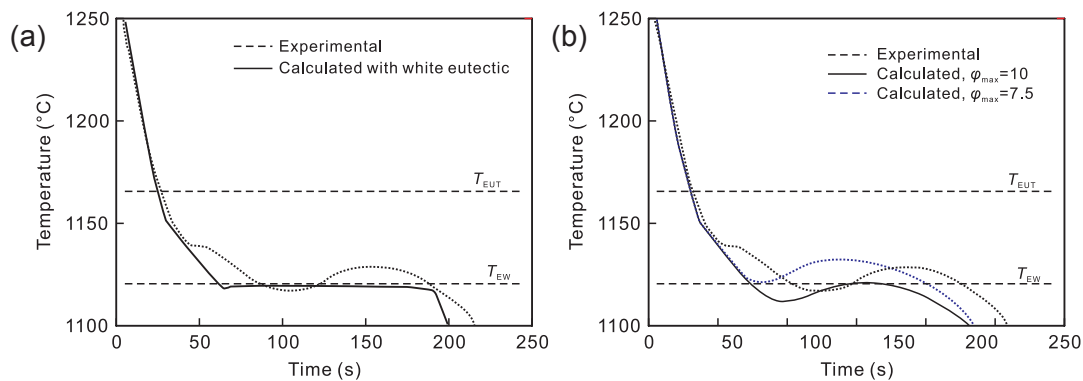 (a)
1250
1200
1150
1100
Temperature (°C)
0 50 100 150 200 250
Time (s)
Experimental
Calculated with white eutectic
T_EUT
T_EW
(b)
1250
1200
1150
1100
Temperature (°C)
0 50 100 150 200 250
Time (s)
Experimental
Calculated, φ_max=10
Calculated, φ_max=7.5
T_EUT
T_EW